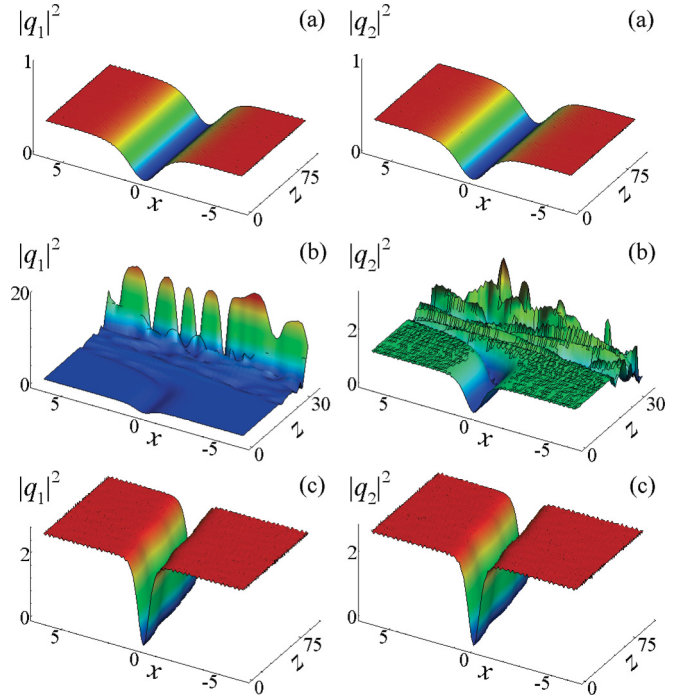 |q1|² (a) |q2|² (a)
1 1
0 0
5 0 -5 0 75 5 0 -5 0 75
x z x z
|q1|² (b) |q2|² (b)
20 2
0 0
5 0 -5 0 30 5 0 -5 0 30
x z x z
|q1|² (c) |q2|² (c)
2 2
0 0
5 0 -5 0 75 5 0 -5 0 75
x z x z